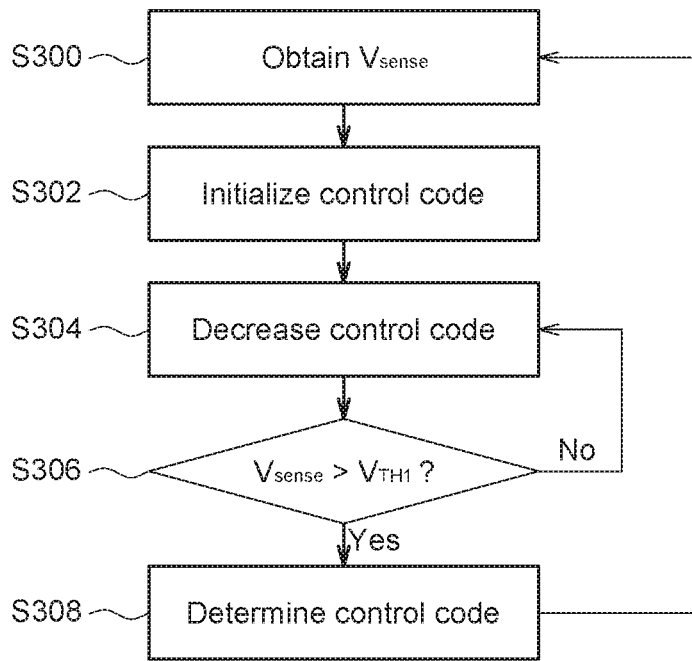 S300
Obtain Vsense
S302
Initialize control code
S304
Decrease control code
S306
Vsense > VTH1 ?
No
Yes
S308
Determine control code